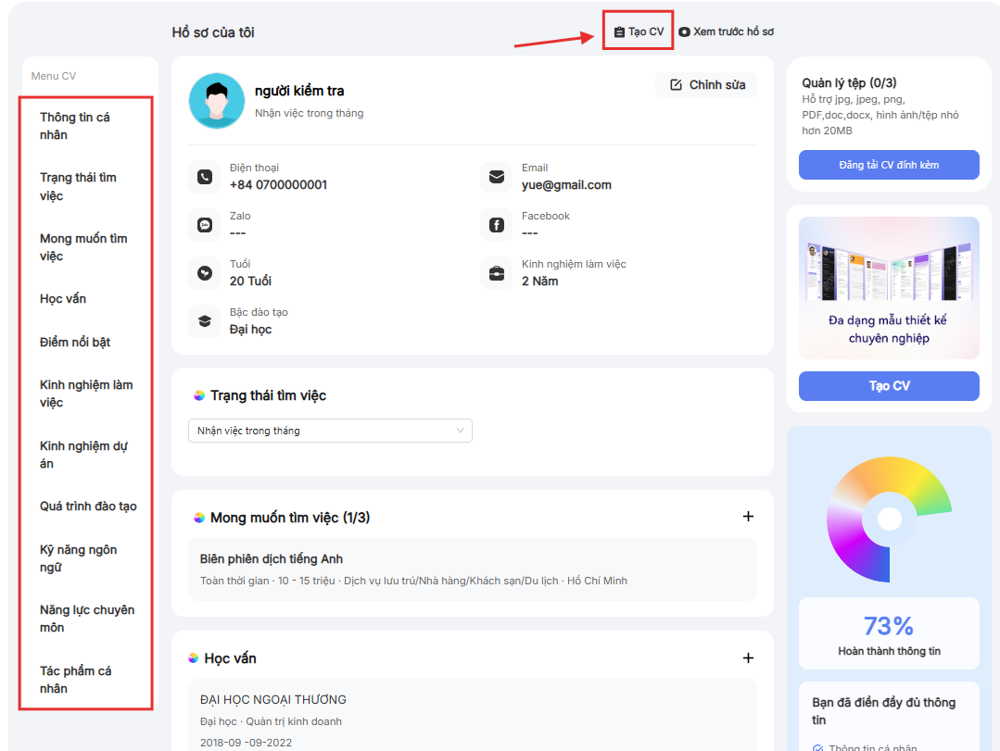 Hồ sơ của tôi
Tạo CV
Xem trước hồ sơ
Menu CV
Thông tin cá
nhân
Trạng thái tìm
việc
Mong muốn tìm
việc
Học vấn
Điểm nổi bật
Kinh nghiệm làm
việc
Kinh nghiệm dự
án
Quá trình đào tạo
Kỹ năng ngôn
ngữ
Năng lực chuyên
môn
Tác phẩm cá
nhân
người kiểm tra
Nhận việc trong tháng
Chỉnh sửa
Điện thoại
+84 0700000001
Email
yue@gmail.com
Zalo
---
Facebook
---
Tuổi
20 Tuổi
Kinh nghiệm làm việc
2 Năm
Bậc đào tạo
Đại học
Trạng thái tìm việc
Nhận việc trong tháng
Mong muốn tìm việc (1/3)
Biên phiên dịch tiếng Anh
Toàn thời gian · 10 - 15 triệu · Dịch vụ lưu trú/Nhà hàng/Khách sạn/Du lịch · Hồ Chí Minh
Học vấn
ĐẠI HỌC NGOẠI THƯƠNG
Đại học · Quản trị kinh doanh
2018-09 -09-2022
Quản lý tệp (0/3)
Hỗ trợ jpg, jpeg, png,
PDF,doc,docx, hình ảnh/tệp nhỏ
hơn 20MB
Đăng tải CV đính kèm
Đa dạng mẫu thiết kế
chuyên nghiệp
Tạo CV
73%
Hoàn thành thông tin
Bạn đã điền đầy đủ thông
tin
Thông tin cá nhân